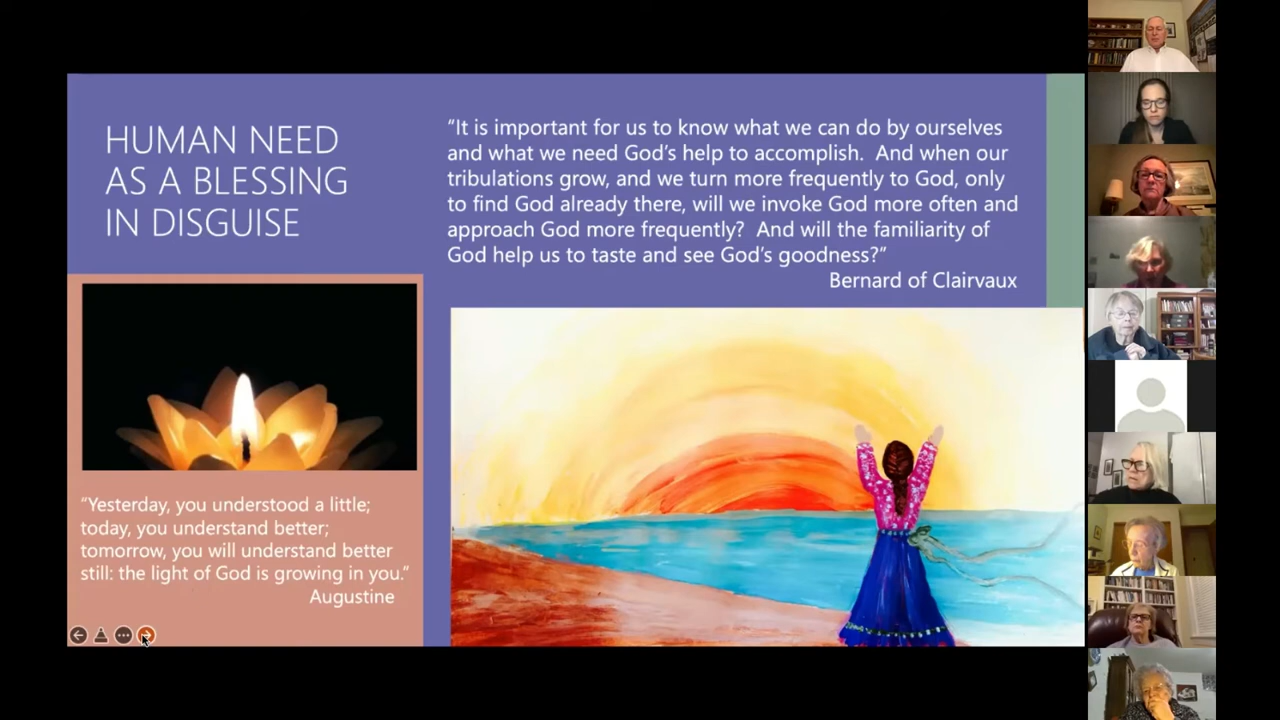 HUMAN NEED
AS A BLESSING
IN DISGUISE
“It is important for us to know what we can do by ourselves
and what we need God’s help to accomplish.  And when our
tribulations grow, and we turn more frequently to God, only
to find God already there, will we invoke God more often and
approach God more frequently?  And will the familiarity of
God help us to taste and see God’s goodness?”
Bernard of Clairvaux
“Yesterday, you understood a little;
today, you understand better;
tomorrow, you will understand better
still: the light of God is growing in you.”
Augustine